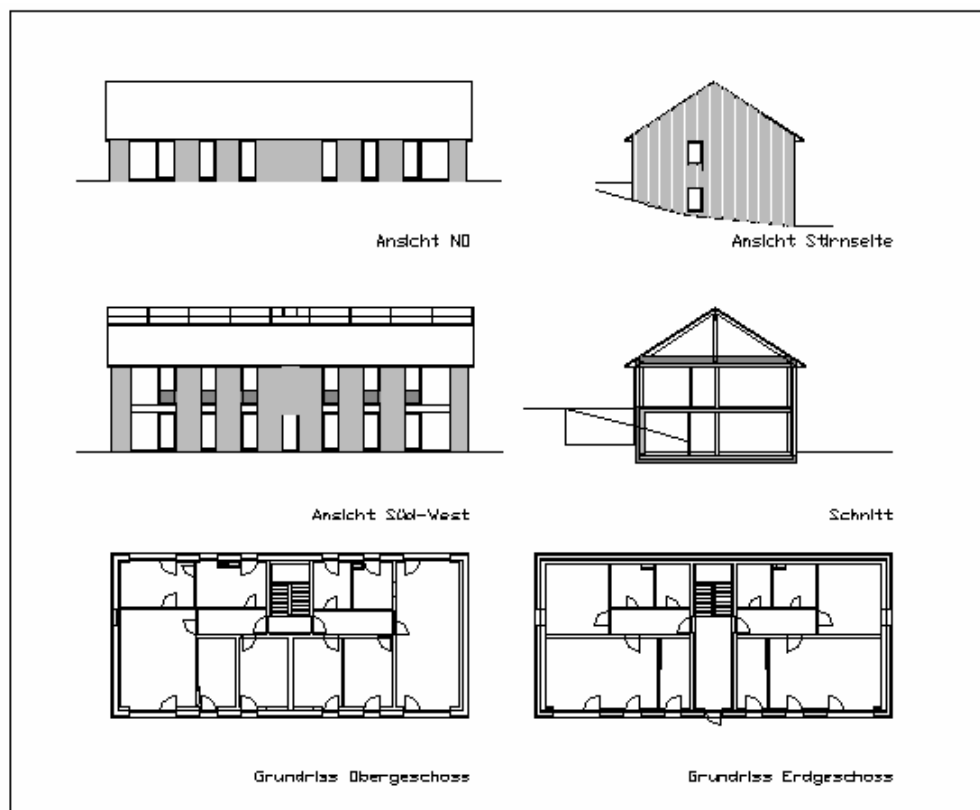 Ansicht NO
Ansicht Stirnseite
Ansicht Süd-West
Schnitt
Grundriss Obergeschoss
Grundriss Erdgeschoss